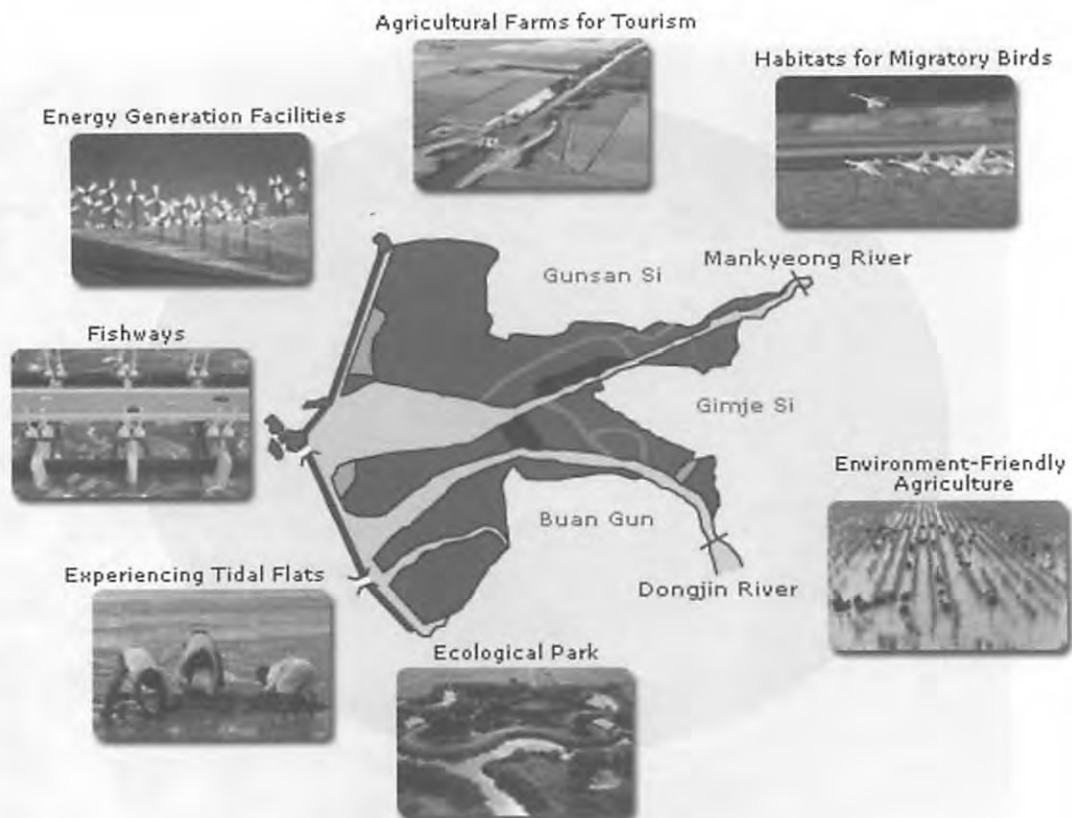 Agricultural Farms for Tourism
Habitats for Migratory Birds
Energy Generation Facilities
Mankyeong River
Gunsan Si
Fishways
Gimje Si
Environment-Friendly
Agriculture
Buan Gun
Experiencing Tidal Flats
Dongjin River
Ecological Park